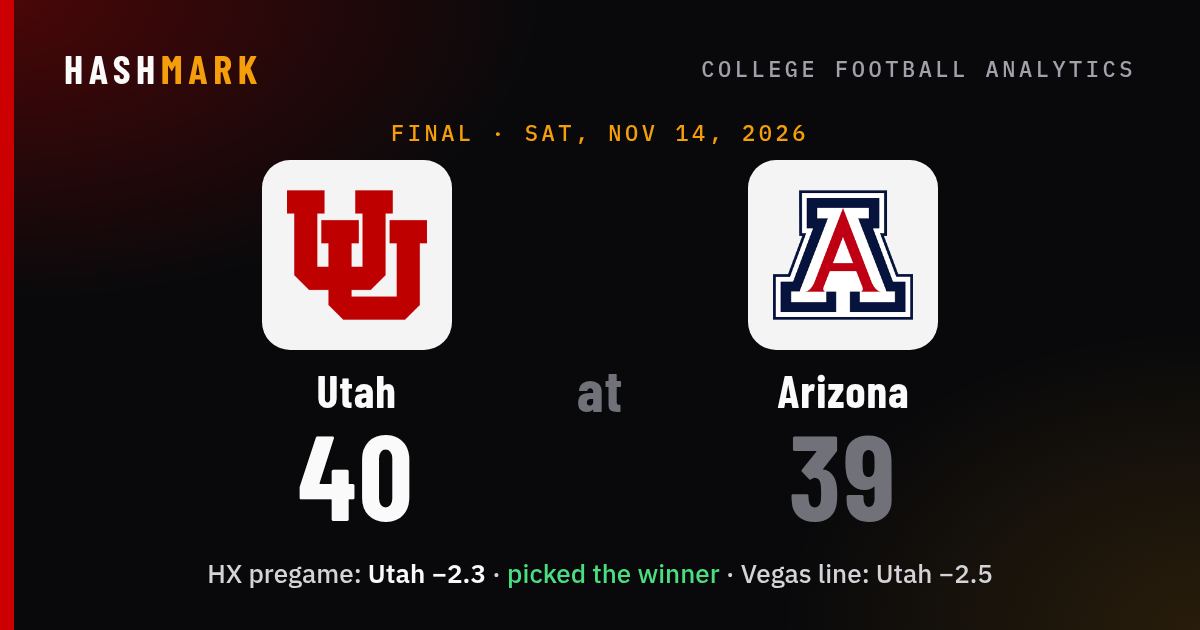 HASHMARK
COLLEGE FOOTBALL ANALYTICS
FINAL · SAT, NOV 14, 2026
UU
A
Utah at Arizona
40 39
HX pregame: Utah −2.3 · picked the winner · Vegas line: Utah −2.5